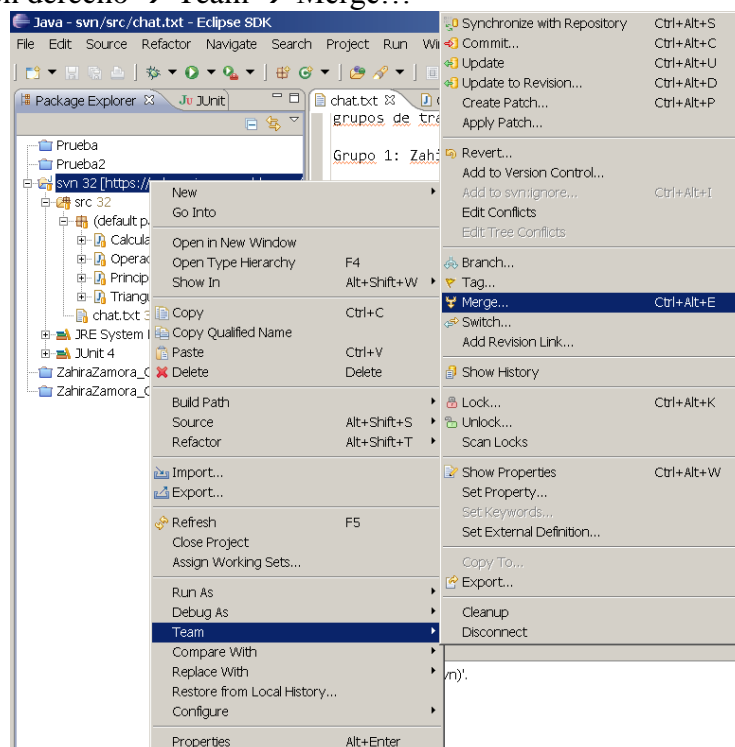 n derecho → Team → Merge…
Java - svn/src/chat.txt - Eclipse SDK
File Edit Source Refactor Navigate Search Project Run
Package Explorer
JUnit
chat.txt
grupos de
Grupo 1:
Prueba
Prueba2
svn 32 [https:/
src 32
(default p
Calcula
Operac
Princip
Triangu
chat.txt 3
JRE System
JUnit 4
ZahiraZamora_
ZahiraZamora_
New
Go Into
Open in New Window
Open Type Hierarchy F4
Show In Alt+Shift+W
Copy Ctrl+C
Copy Qualified Name
Paste Ctrl+V
Delete Delete
Build Path
Source Alt+Shift+S
Refactor Alt+Shift+T
Import...
Export...
Refresh F5
Close Project
Assign Working Sets...
Run As
Debug As
Team
Compare With
Replace With
Restore from Local History...
Configure
Properties Alt+Enter
Synchronize with Repository Ctrl+Alt+S
Commit... Ctrl+Alt+C
Update Ctrl+Alt+U
Update to Revision... Ctrl+Alt+D
Create Patch... Ctrl+Alt+P
Apply Patch...
Revert...
Add to Version Control...
Add to svn:ignore... Ctrl+Alt+I
Edit Conflicts
Edit Tree Conflicts
Branch...
Tag...
Merge... Ctrl+Alt+E
Switch...
Add Revision Link...
Show History
Lock... Ctrl+Alt+K
Unlock...
Scan Locks
Show Properties Ctrl+Alt+W
Set Property...
Set Keywords...
Set External Definition...
Copy To...
Export...
Cleanup
Disconnect
vn)'.